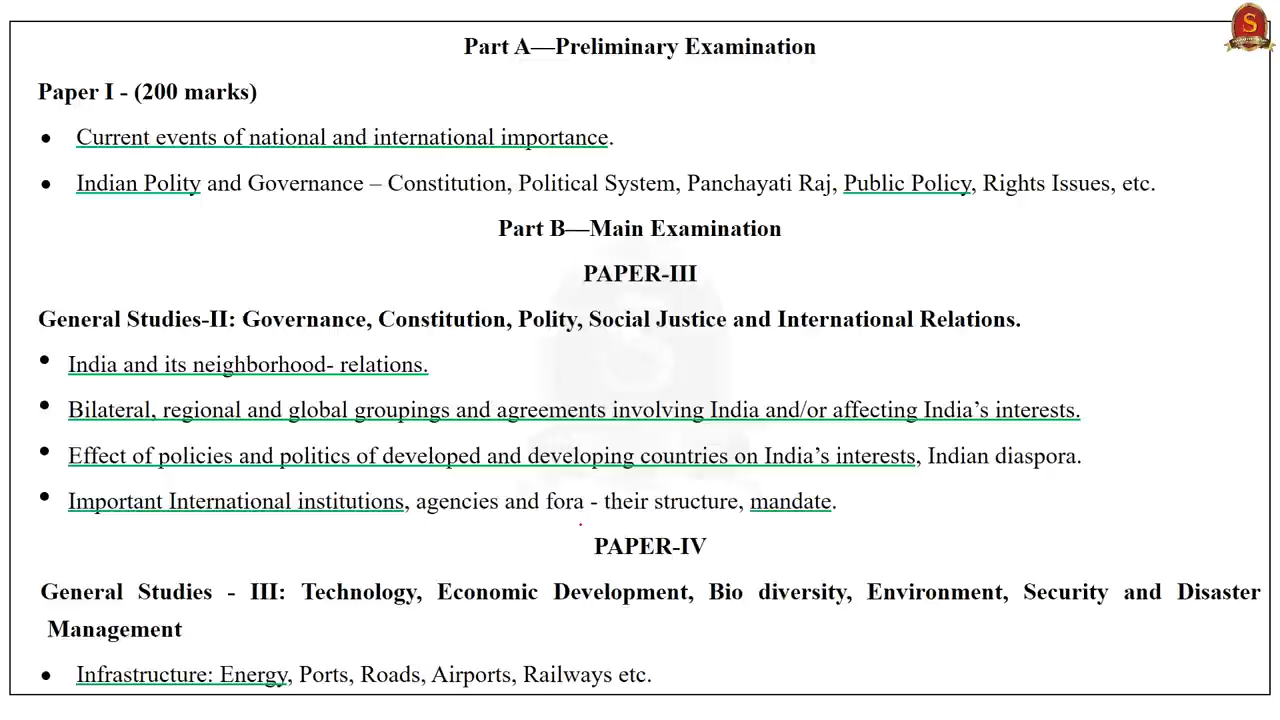 S
Part A—Preliminary Examination
Paper I - (200 marks)
• Current events of national and international importance.
• Indian Polity and Governance – Constitution, Political System, Panchayati Raj, Public Policy, Rights Issues, etc.
Part B—Main Examination
PAPER-III
General Studies-II: Governance, Constitution, Polity, Social Justice and International Relations.
• India and its neighborhood- relations.
• Bilateral, regional and global groupings and agreements involving India and/or affecting India’s interests.
• Effect of policies and politics of developed and developing countries on India’s interests, Indian diaspora.
• Important International institutions, agencies and fora - their structure, mandate.
PAPER-IV
General Studies - III: Technology, Economic Development, Bio diversity, Environment, Security and Disaster
Management
• Infrastructure: Energy, Ports, Roads, Airports, Railways etc.